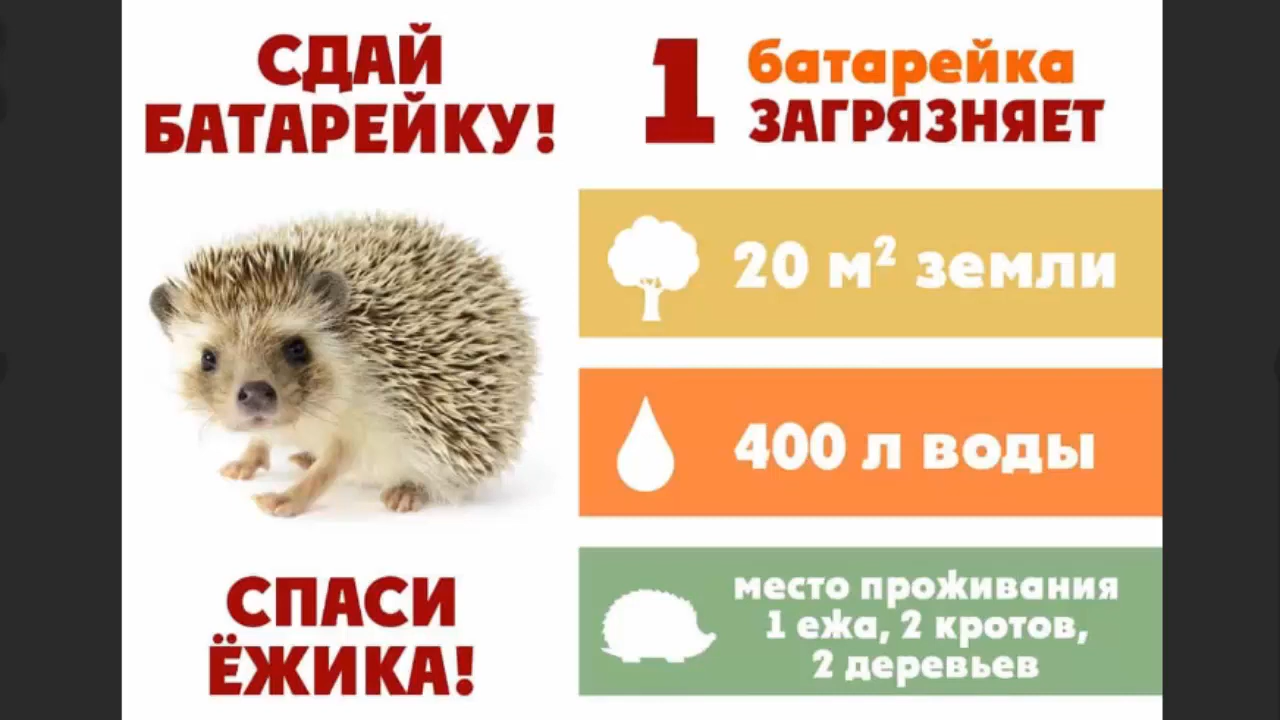 СДАЙ
БАТАРЕЙКУ!
СПАСИ
ЁЖИКА!
1 батарейка
ЗАГРЯЗНЯЕТ
20 м² земли
400 л воды
место проживания
1 ежа, 2 кротов,
2 деревьев